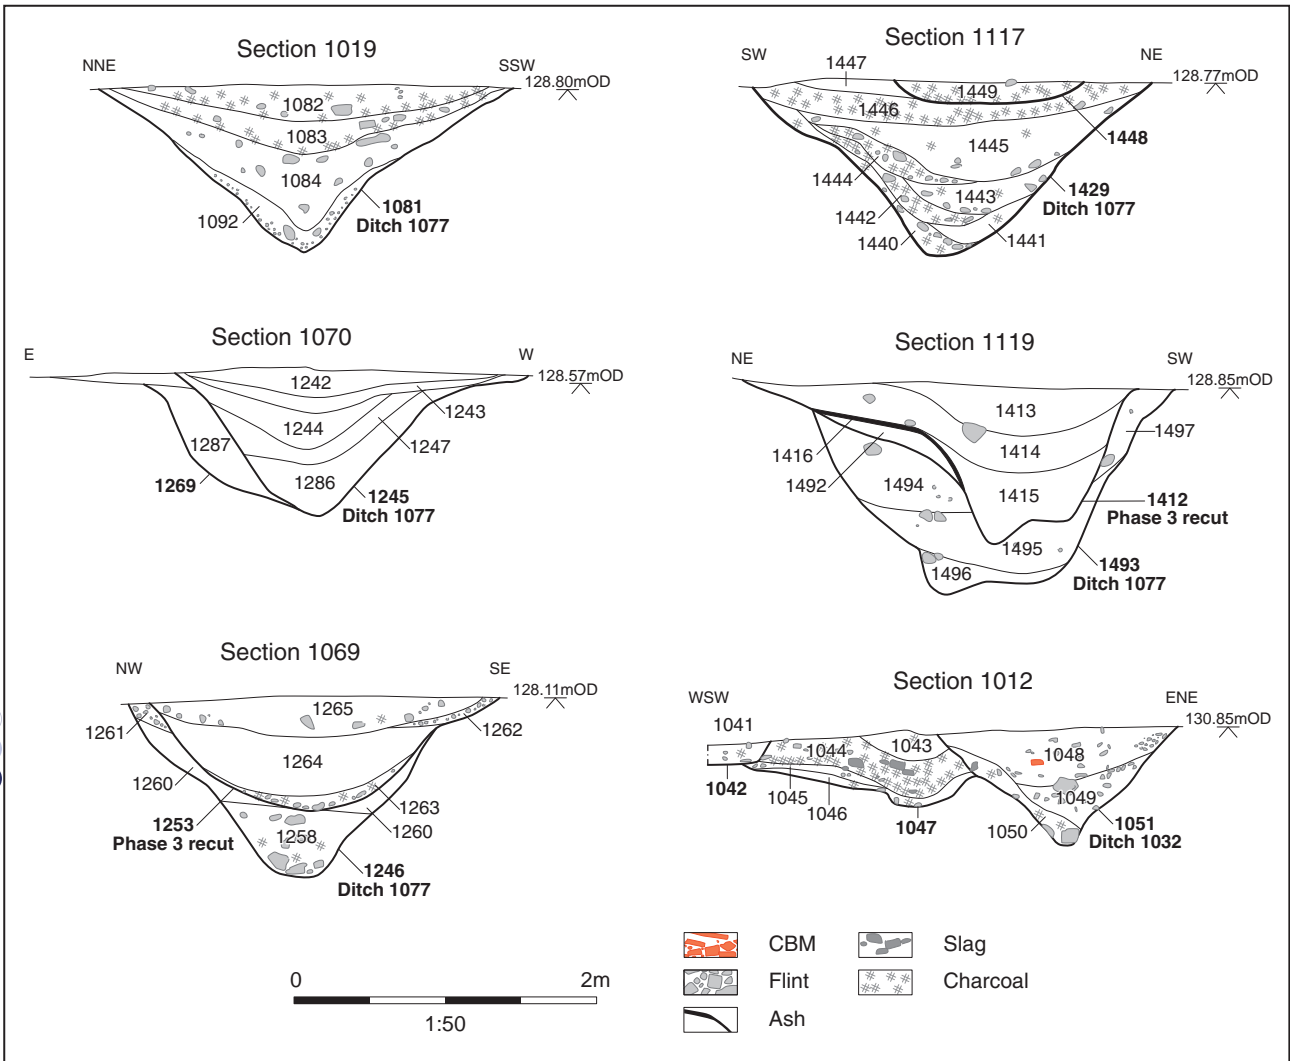 Section 1019
NNE
SSW
128.80mOD
1082
1083
1084
1092
1081
Ditch 1077
Section 1117
SW
NE
128.77mOD
1447
1449
1446
1448
1445
1444
1443
1429
Ditch 1077
1442
1440
1441
Section 1070
E
W
128.57mOD
1242
1243
1244
1247
1287
1269
1286
1245
Ditch 1077
Section 1119
NE
SW
128.85mOD
1413
1497
1414
1416
1492
1494
1415
1412
Phase 3 recut
1495
1493
Ditch 1077
1496
Section 1069
NW
SE
128.11mOD
1265
1261
1262
1264
1260
1263
1253
Phase 3 recut
1258
1260
1246
Ditch 1077
Section 1012
WSW
ENE
130.85mOD
1041
1044
1043
1048
1042
1045
1046
1049
1047
1050
1051
Ditch 1032
0
2m
1:50
CBM
Slag
Flint
Charcoal
Ash